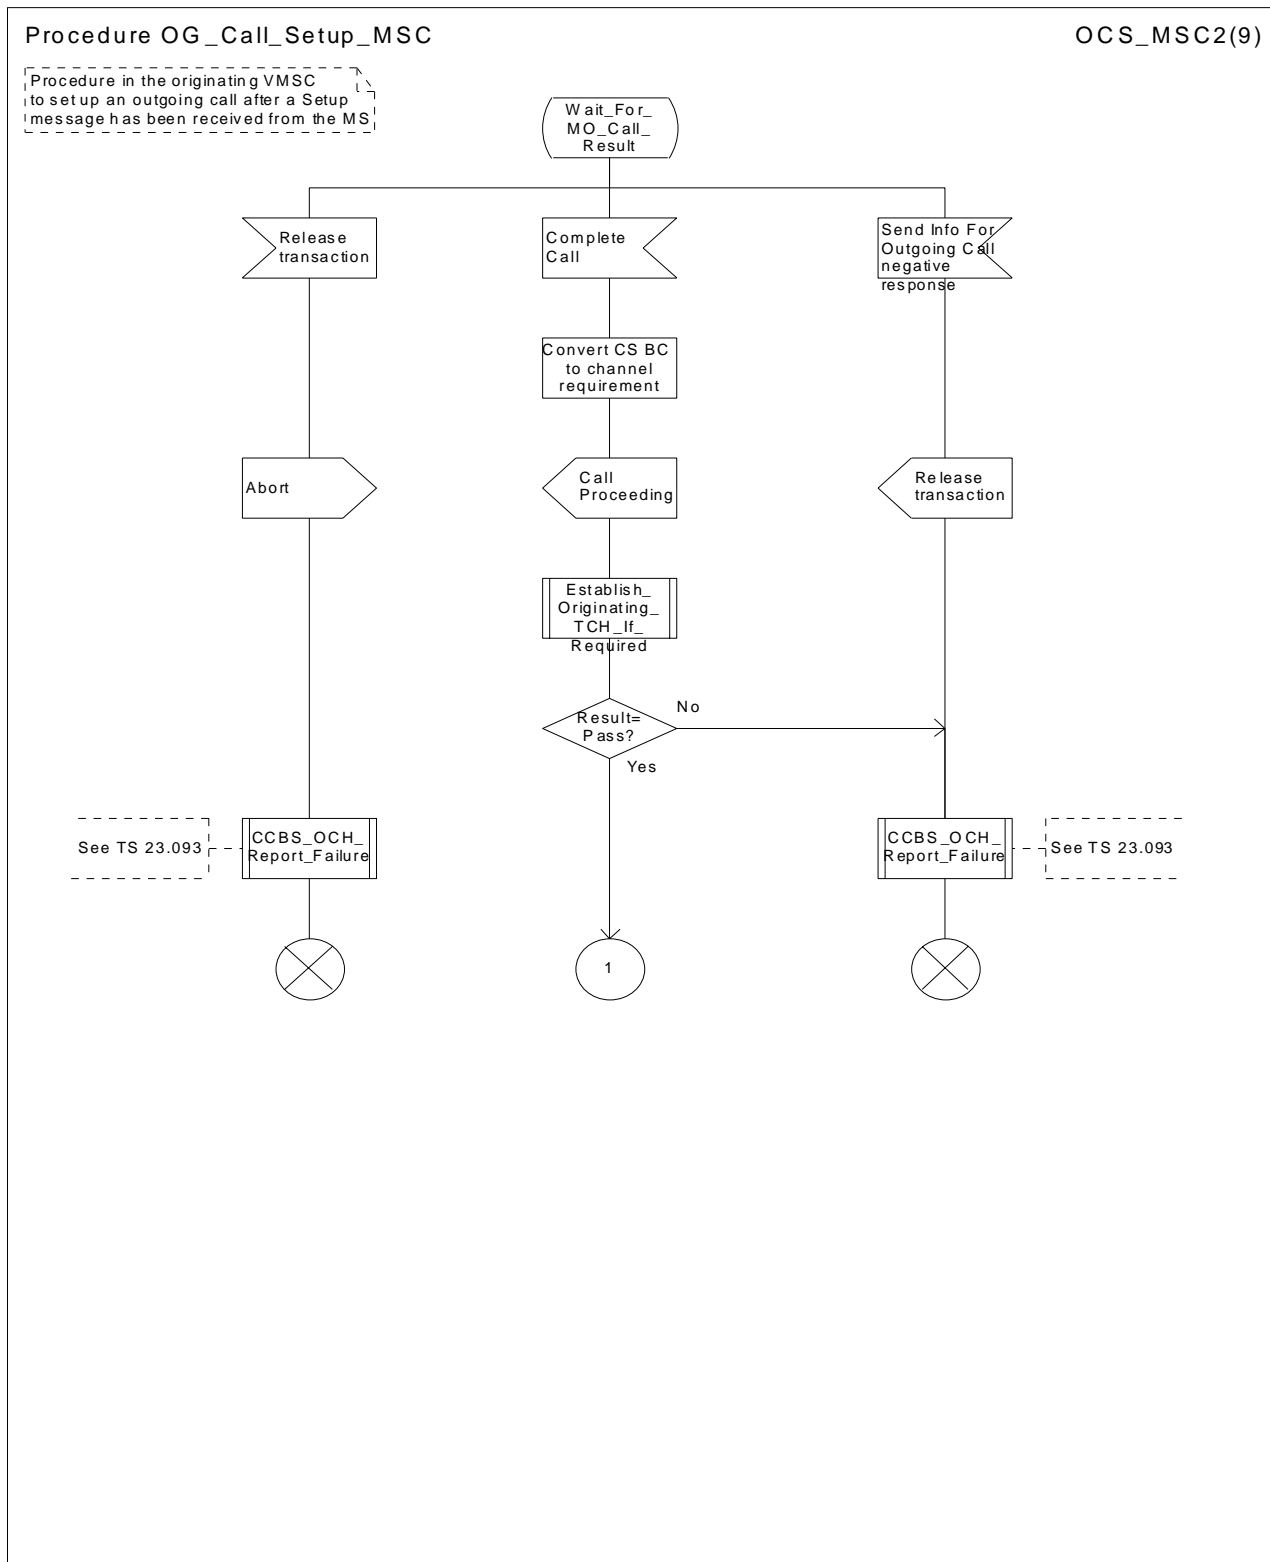 Procedure OG_Call_Setup_MSC
OCS_MSC2(9)
Procedure in the originating VMSC
to set up an outgoing call after a Setup
message has been received from the MS
Wait_For_
MO_Call_
Result
Release
transaction
Complete
Call
Send Info For
Outgoing Call
negative
response
Convert CS BC
to channel
requirement
Abort
Call
Proceeding
Release
transaction
Establish_
Originating_
TCH_If_
Required
Result=
Pass?
No
Yes
See TS 23.093
CCBS_OCH_
Report_Failure
CCBS_OCH_
Report_Failure
See TS 23.093
1